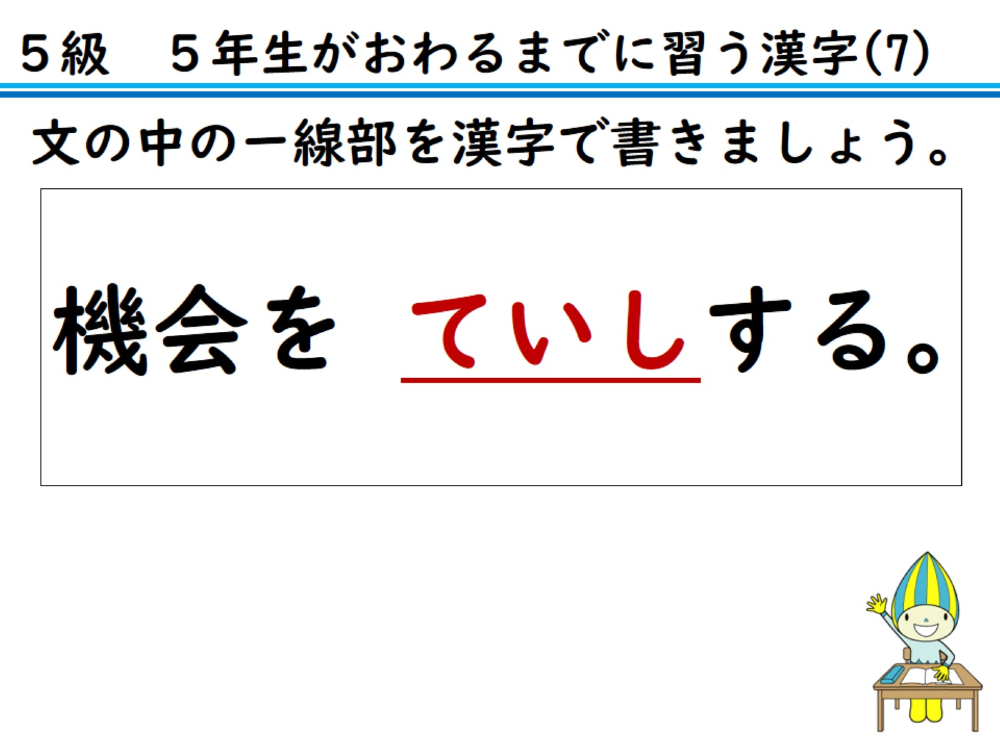 ５級　５年生がおわるまでに習う漢字(7)
文の中の一線部を漢字で書きましょう。
機会を ていしする。